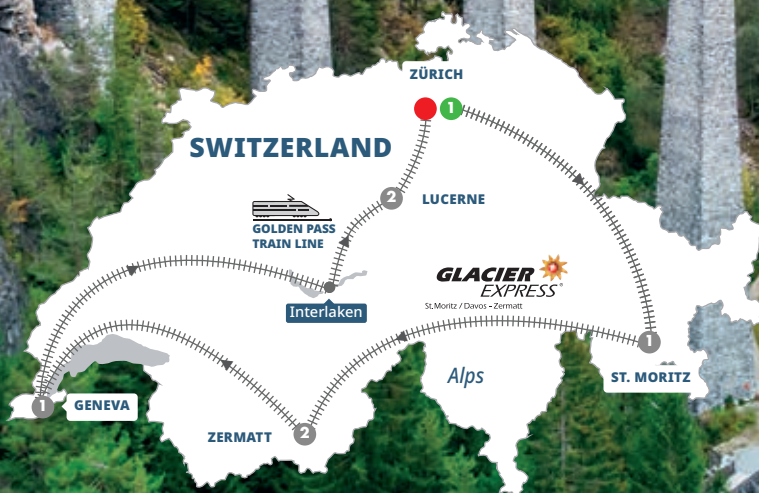 ZÜRICH
1
SWITZERLAND
2
LUCERNE
GOLDEN PASS
TRAIN LINE
GLACIER
EXPRESS®
St.Moritz / Davos – Zermatt
Interlaken
1
Alps
ST. MORITZ
1
GENEVA
ZERMATT
2